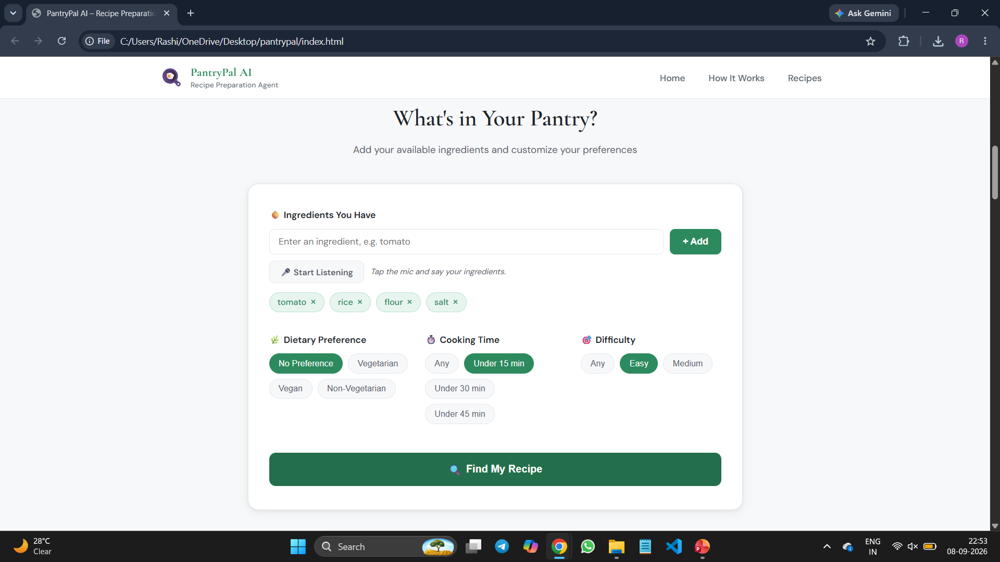 PantryPal AI – Recipe Preparatio
Ask Gemini
File
C:/Users/Rashi/OneDrive/Desktop/pantrypal/index.html
R
PantryPal AI
Recipe Preparation Agent
Home
How It Works
Recipes
What's in Your Pantry?
Add your available ingredients and customize your preferences
Ingredients You Have
Enter an ingredient, e.g. tomato
+ Add
Start Listening
Tap the mic and say your ingredients.
tomato ×
rice ×
flour ×
salt ×
Dietary Preference
No Preference
Vegetarian
Vegan
Non-Vegetarian
Cooking Time
Any
Under 15 min
Under 30 min
Under 45 min
Difficulty
Any
Easy
Medium
Find My Recipe
28°C
Clear
Search
P
ENG
IN
22:53
08-09-2026